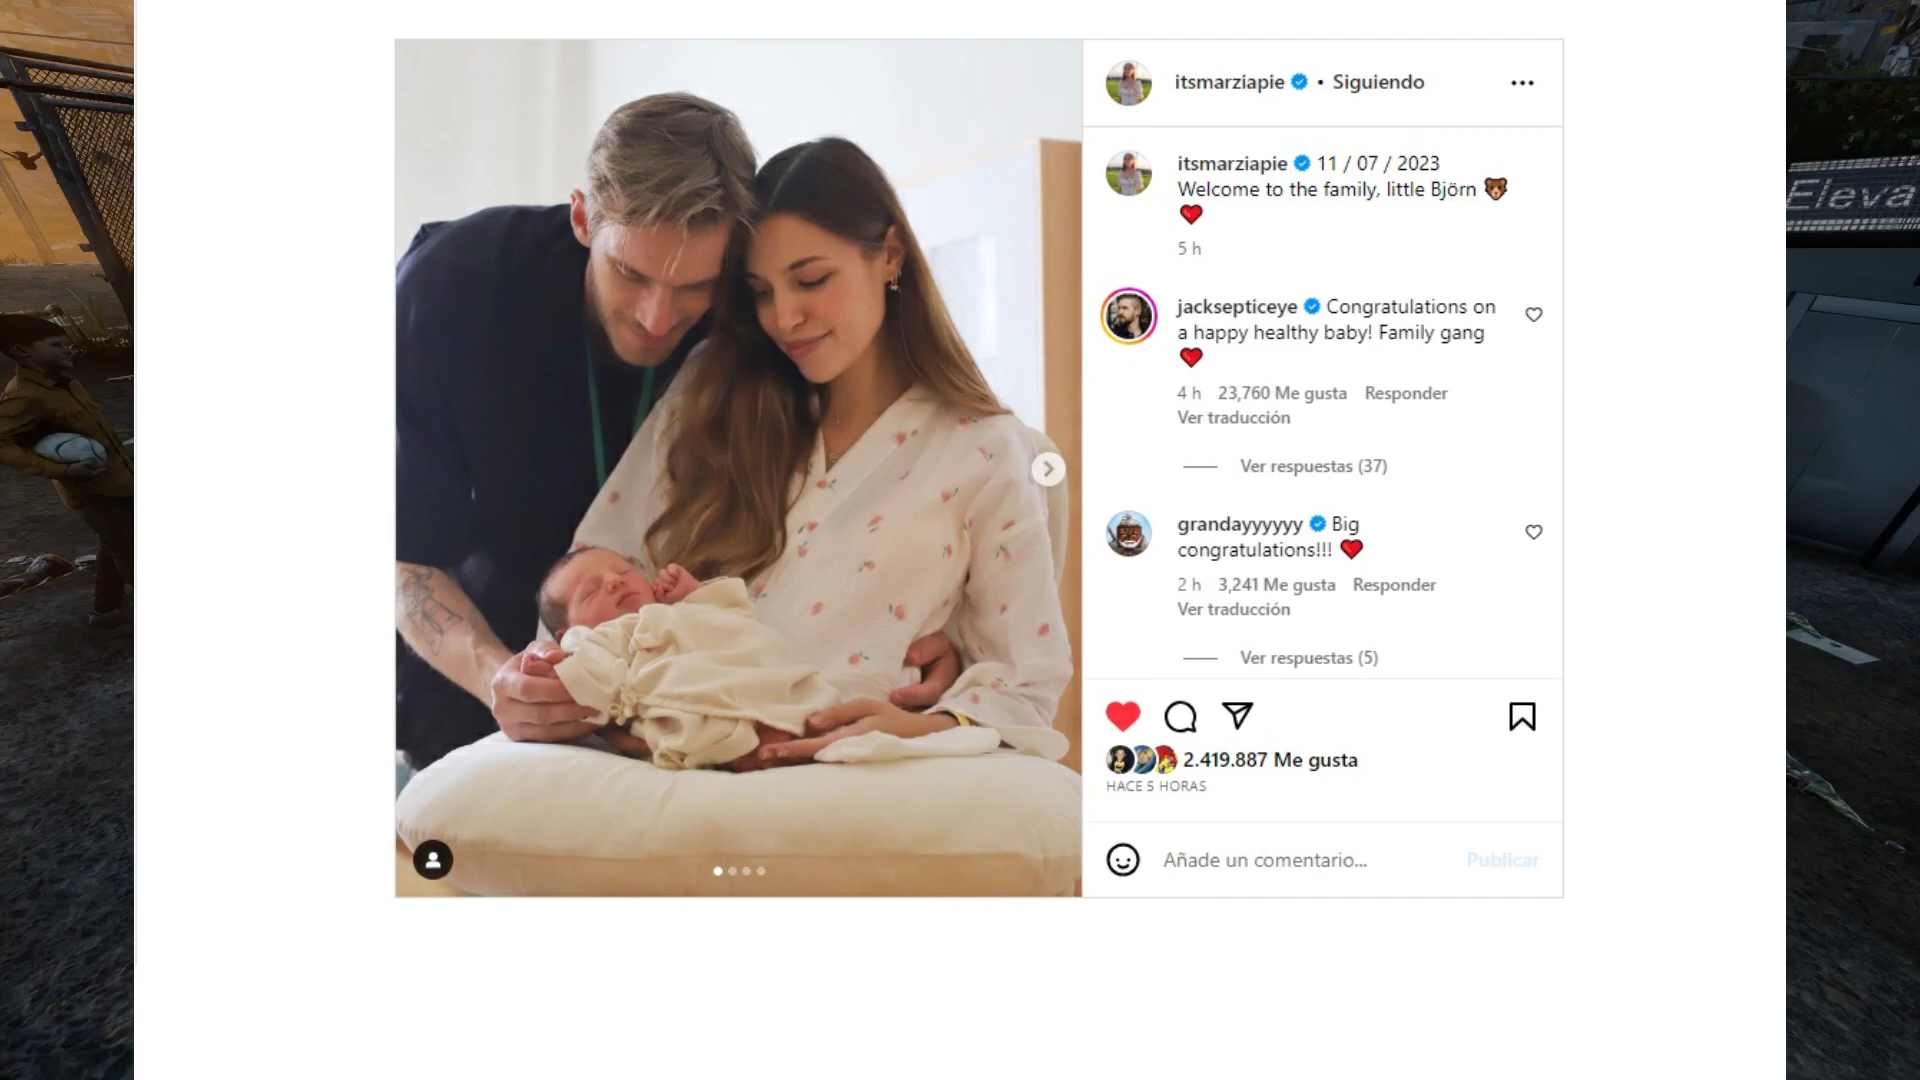 itsmarziapie • Siguiendo
itsmarziapie 11 / 07 / 2023
Welcome to the family, little Björn 🐻
❤️
5 h
jacksepticeye Congratulations on
a happy healthy baby! Family gang
❤️
4 h 23,760 Me gusta Responder
Ver traducción
Ver respuestas (37)
grandayyyyyy Big
congratulations!!! ❤️
2 h 3,241 Me gusta Responder
Ver traducción
Ver respuestas (5)
2.419.887 Me gusta
HACE 5 HORAS
Añade un comentario... Publicar
Eleva